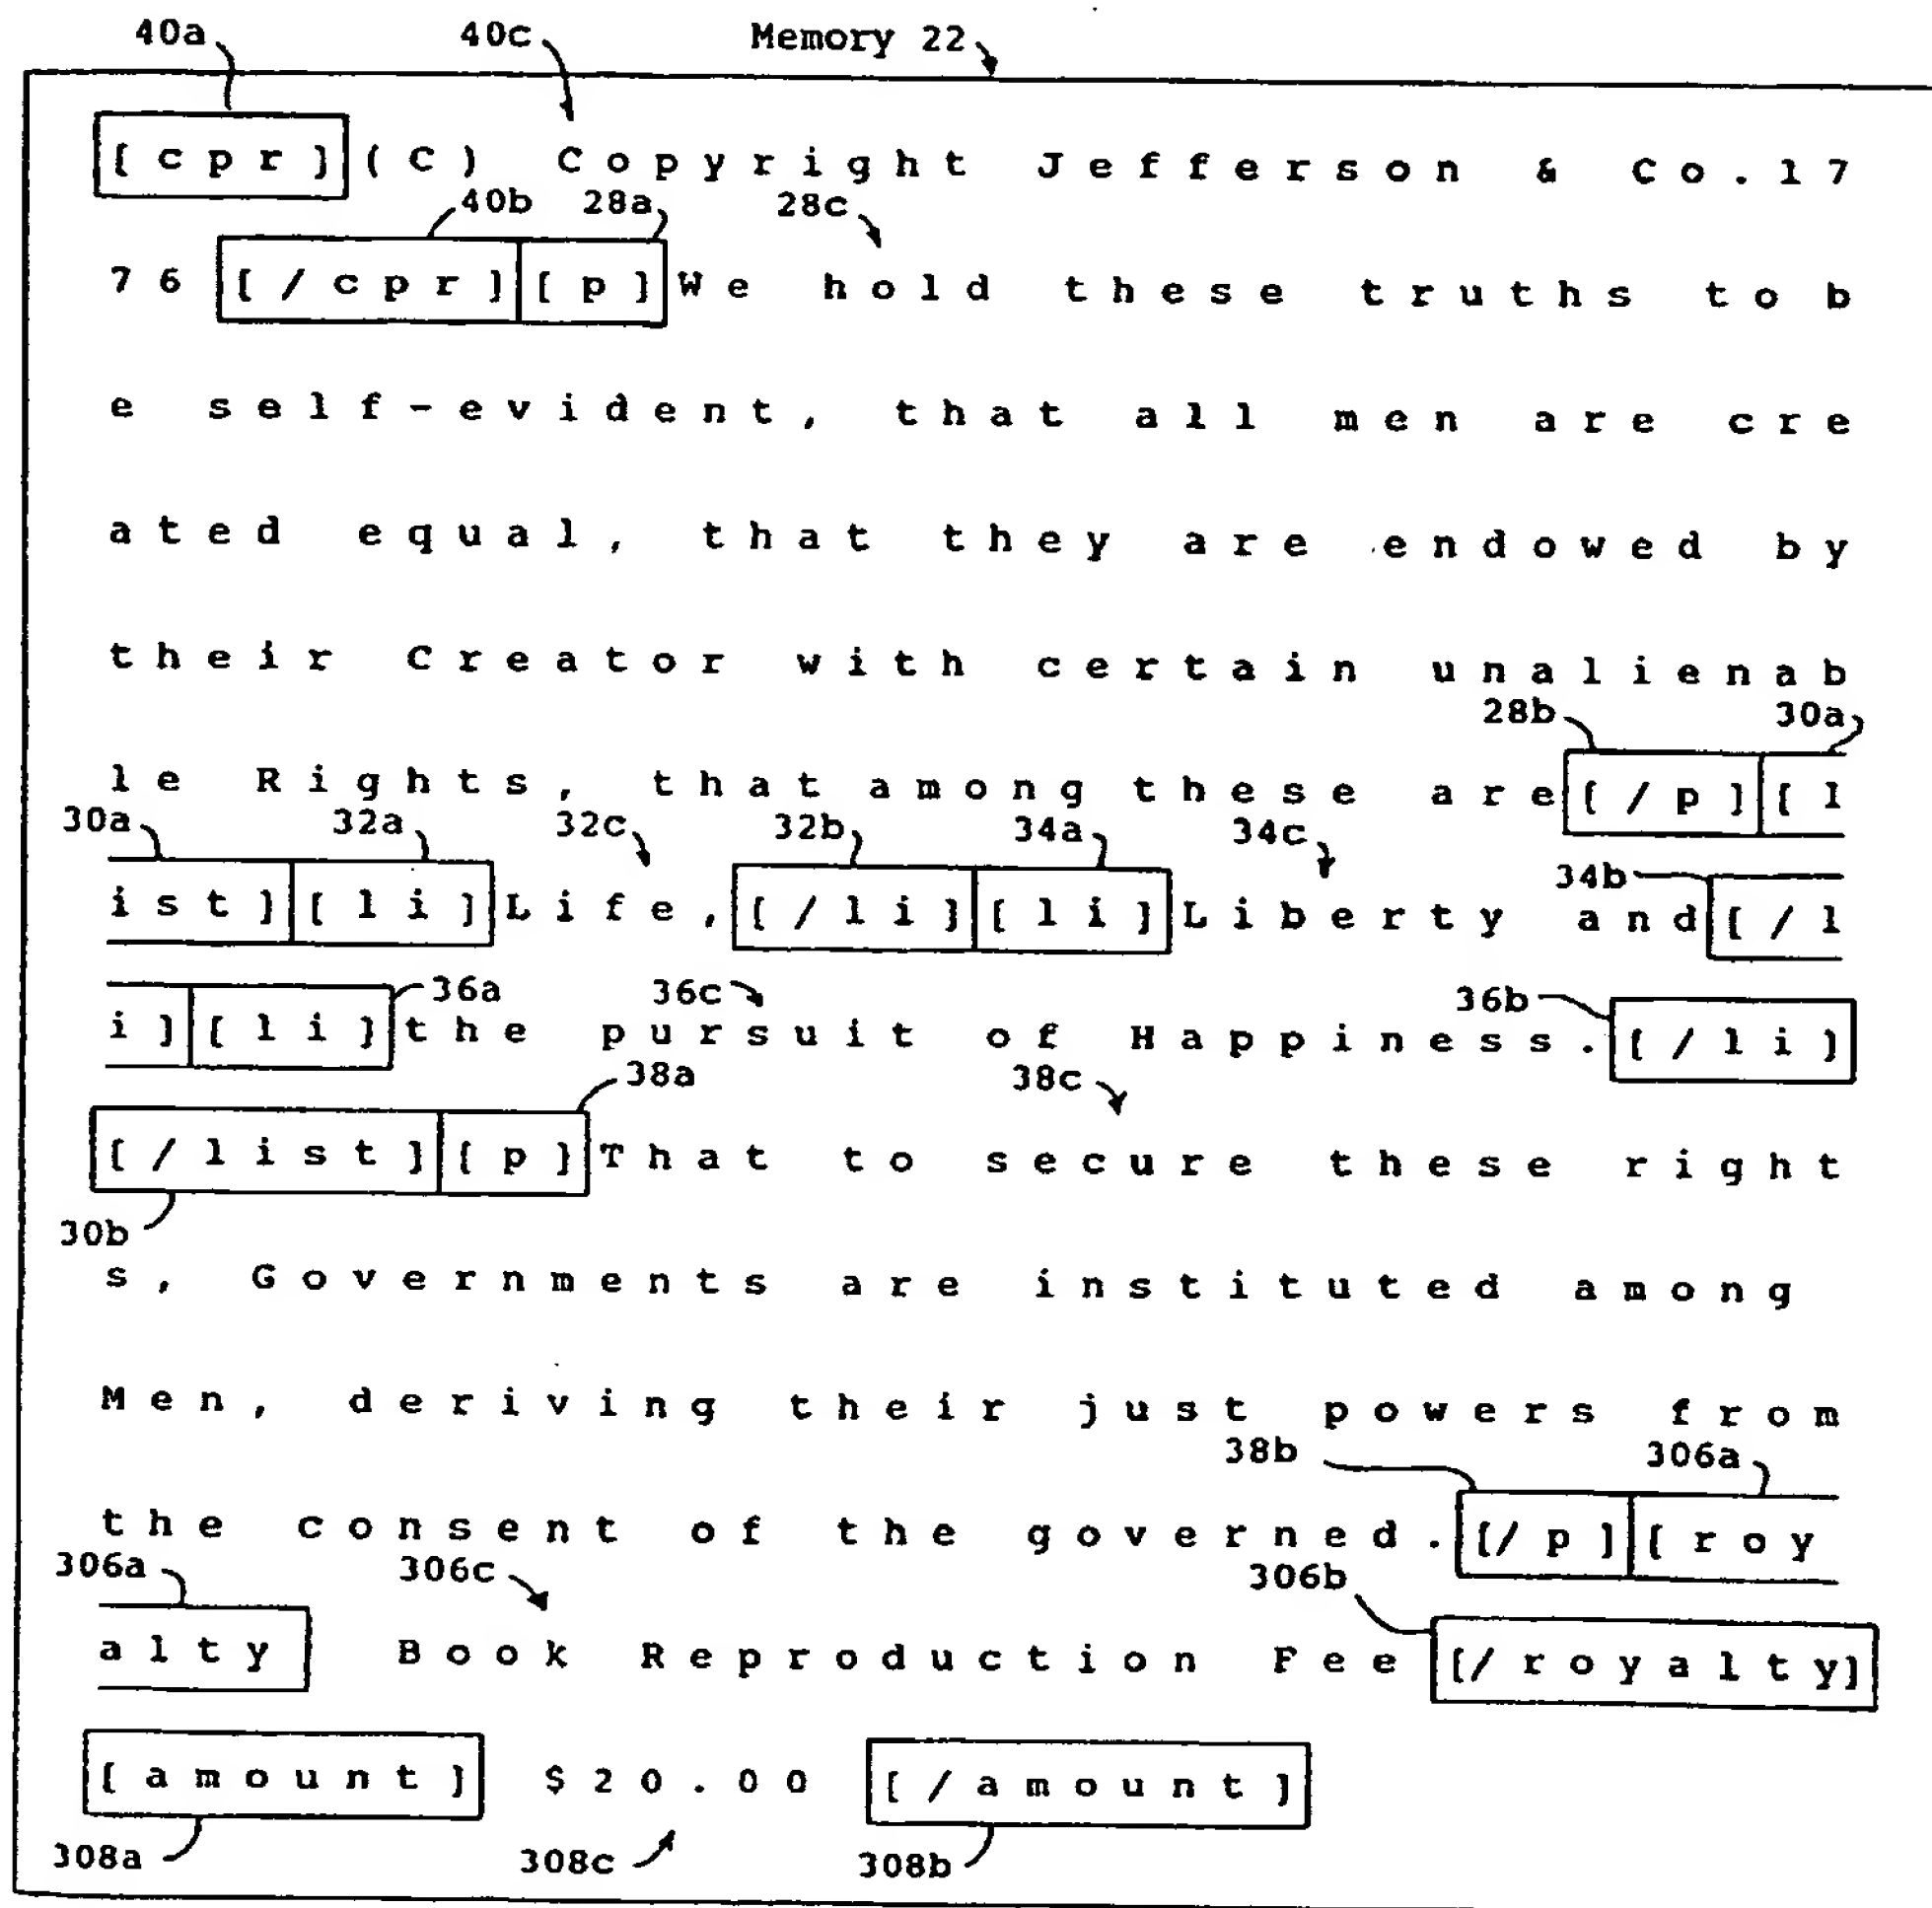 40a 40c Memory 22
[cpr](C) Copyright Jefferson & Co.17
40b 28a 28c
76[/cpr][p]We hold these truths to b
e self-evident, that all men are cre
ated equal, that they are endowed by
their Creator with certain unalienab
28b 30a
le Rights, that among these are[/p][l
30a 32a 32c 32b 34a 34c 34b
ist][li]Life,[/li][li]Liberty and[/l
36a 36c 36b
i][li]the pursuit of Happiness.[/li]
38a 38c
[/list][p]That to secure these right
30b
s, Governments are instituted among
Men, deriving their just powers from
38b 306a
the consent of the governed.[/p][roy
306a 306c 306b
alty Book Reproduction Fee[/royalty]
[amount] $20.00 [/amount]
308a 308c 308b